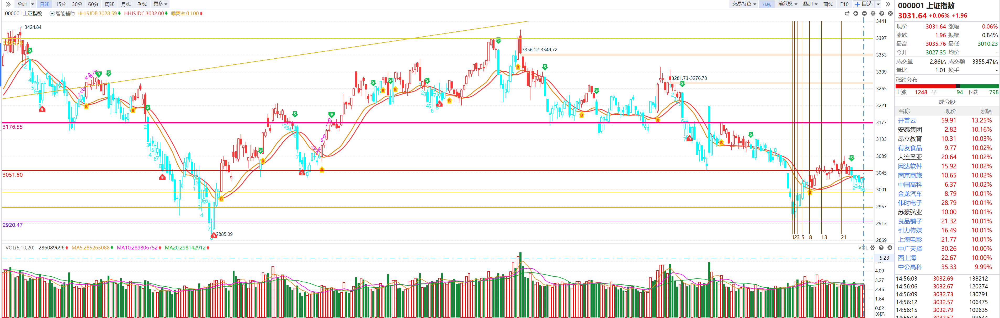 分时 日线 15分 30分 60分 周线 月线 季线 更多
交易特色 九转 前复权 叠加 画线 F10 +自选
000001 上证指数 智能辅助 HHJSJDB:3028.59 HHJSJDC:3032.00 乖离率:0.100
3424.84
3356.12-3349.72
3281.73-3276.78
3176.55
3051.80
2920.47
2885.09
3441
3397
3353
3309
3265
3221
3177
3133
3089
3045
3001
2957
2913
2869
1 2 3 5 8 13 21
VOL(5,10,20) 286089696 MA5:285265088 MA10:289806752 MA20:298142912
VOL
5.23
4.09
3.27
2.46
1.64
0.82
X亿
000001 上证指数
3031.64 +0.06% +1.96
现价 3031.64 涨幅 0.06%
涨跌 1.96 振幅 0.84%
最高 3035.76 最低 3010.23
今开 3027.35 均价 -
成交量 2.86亿 成交额 3355.47亿
量比 1.01 换手 -
涨跌分布
上涨 1248 平 94 下跌 798
成分股
名称 现价 涨幅
开普云 59.91 13.25%
安泰集团 2.82 10.16%
昂立教育 10.31 10.03%
有友食品 9.77 10.02%
大连圣亚 20.64 10.02%
网达软件 15.92 10.02%
南京商旅 10.65 10.02%
中国高科 6.37 10.02%
金龙汽车 8.79 10.01%
伟时电子 28.79 10.01%
苏豪弘业 10.00 10.01%
良品铺子 21.32 10.01%
引力传媒 16.49 10.01%
上海电影 21.77 10.01%
中广天择 30.26 10.00%
西上海 22.67 10.00%
中公高科 35.33 9.99%
14:56:03 3032.69 138212
14:56:06 3032.67 120274
14:56:09 3032.73 130791
14:56:12 3032.57 106475
14:56:15 3032.79 109635
14:56:18 3032.57 99644